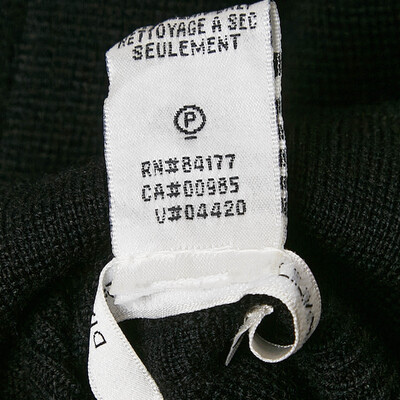 NETTOYAGE A SEC
SEULEMENT
P
RN#84177
CA#00985
V#04420